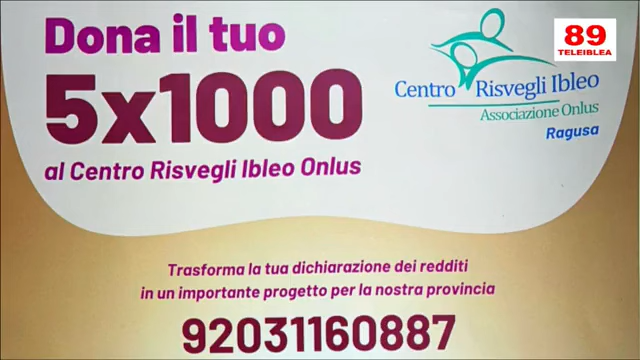 Dona il tuo
5x1000
al Centro Risvegli Ibleo Onlus
Centro Risvegli Ibleo
Associazione Onlus
Ragusa
89
TELEIBLEA
Trasforma la tua dichiarazione dei redditi
in un importante progetto per la nostra provincia
92031160887